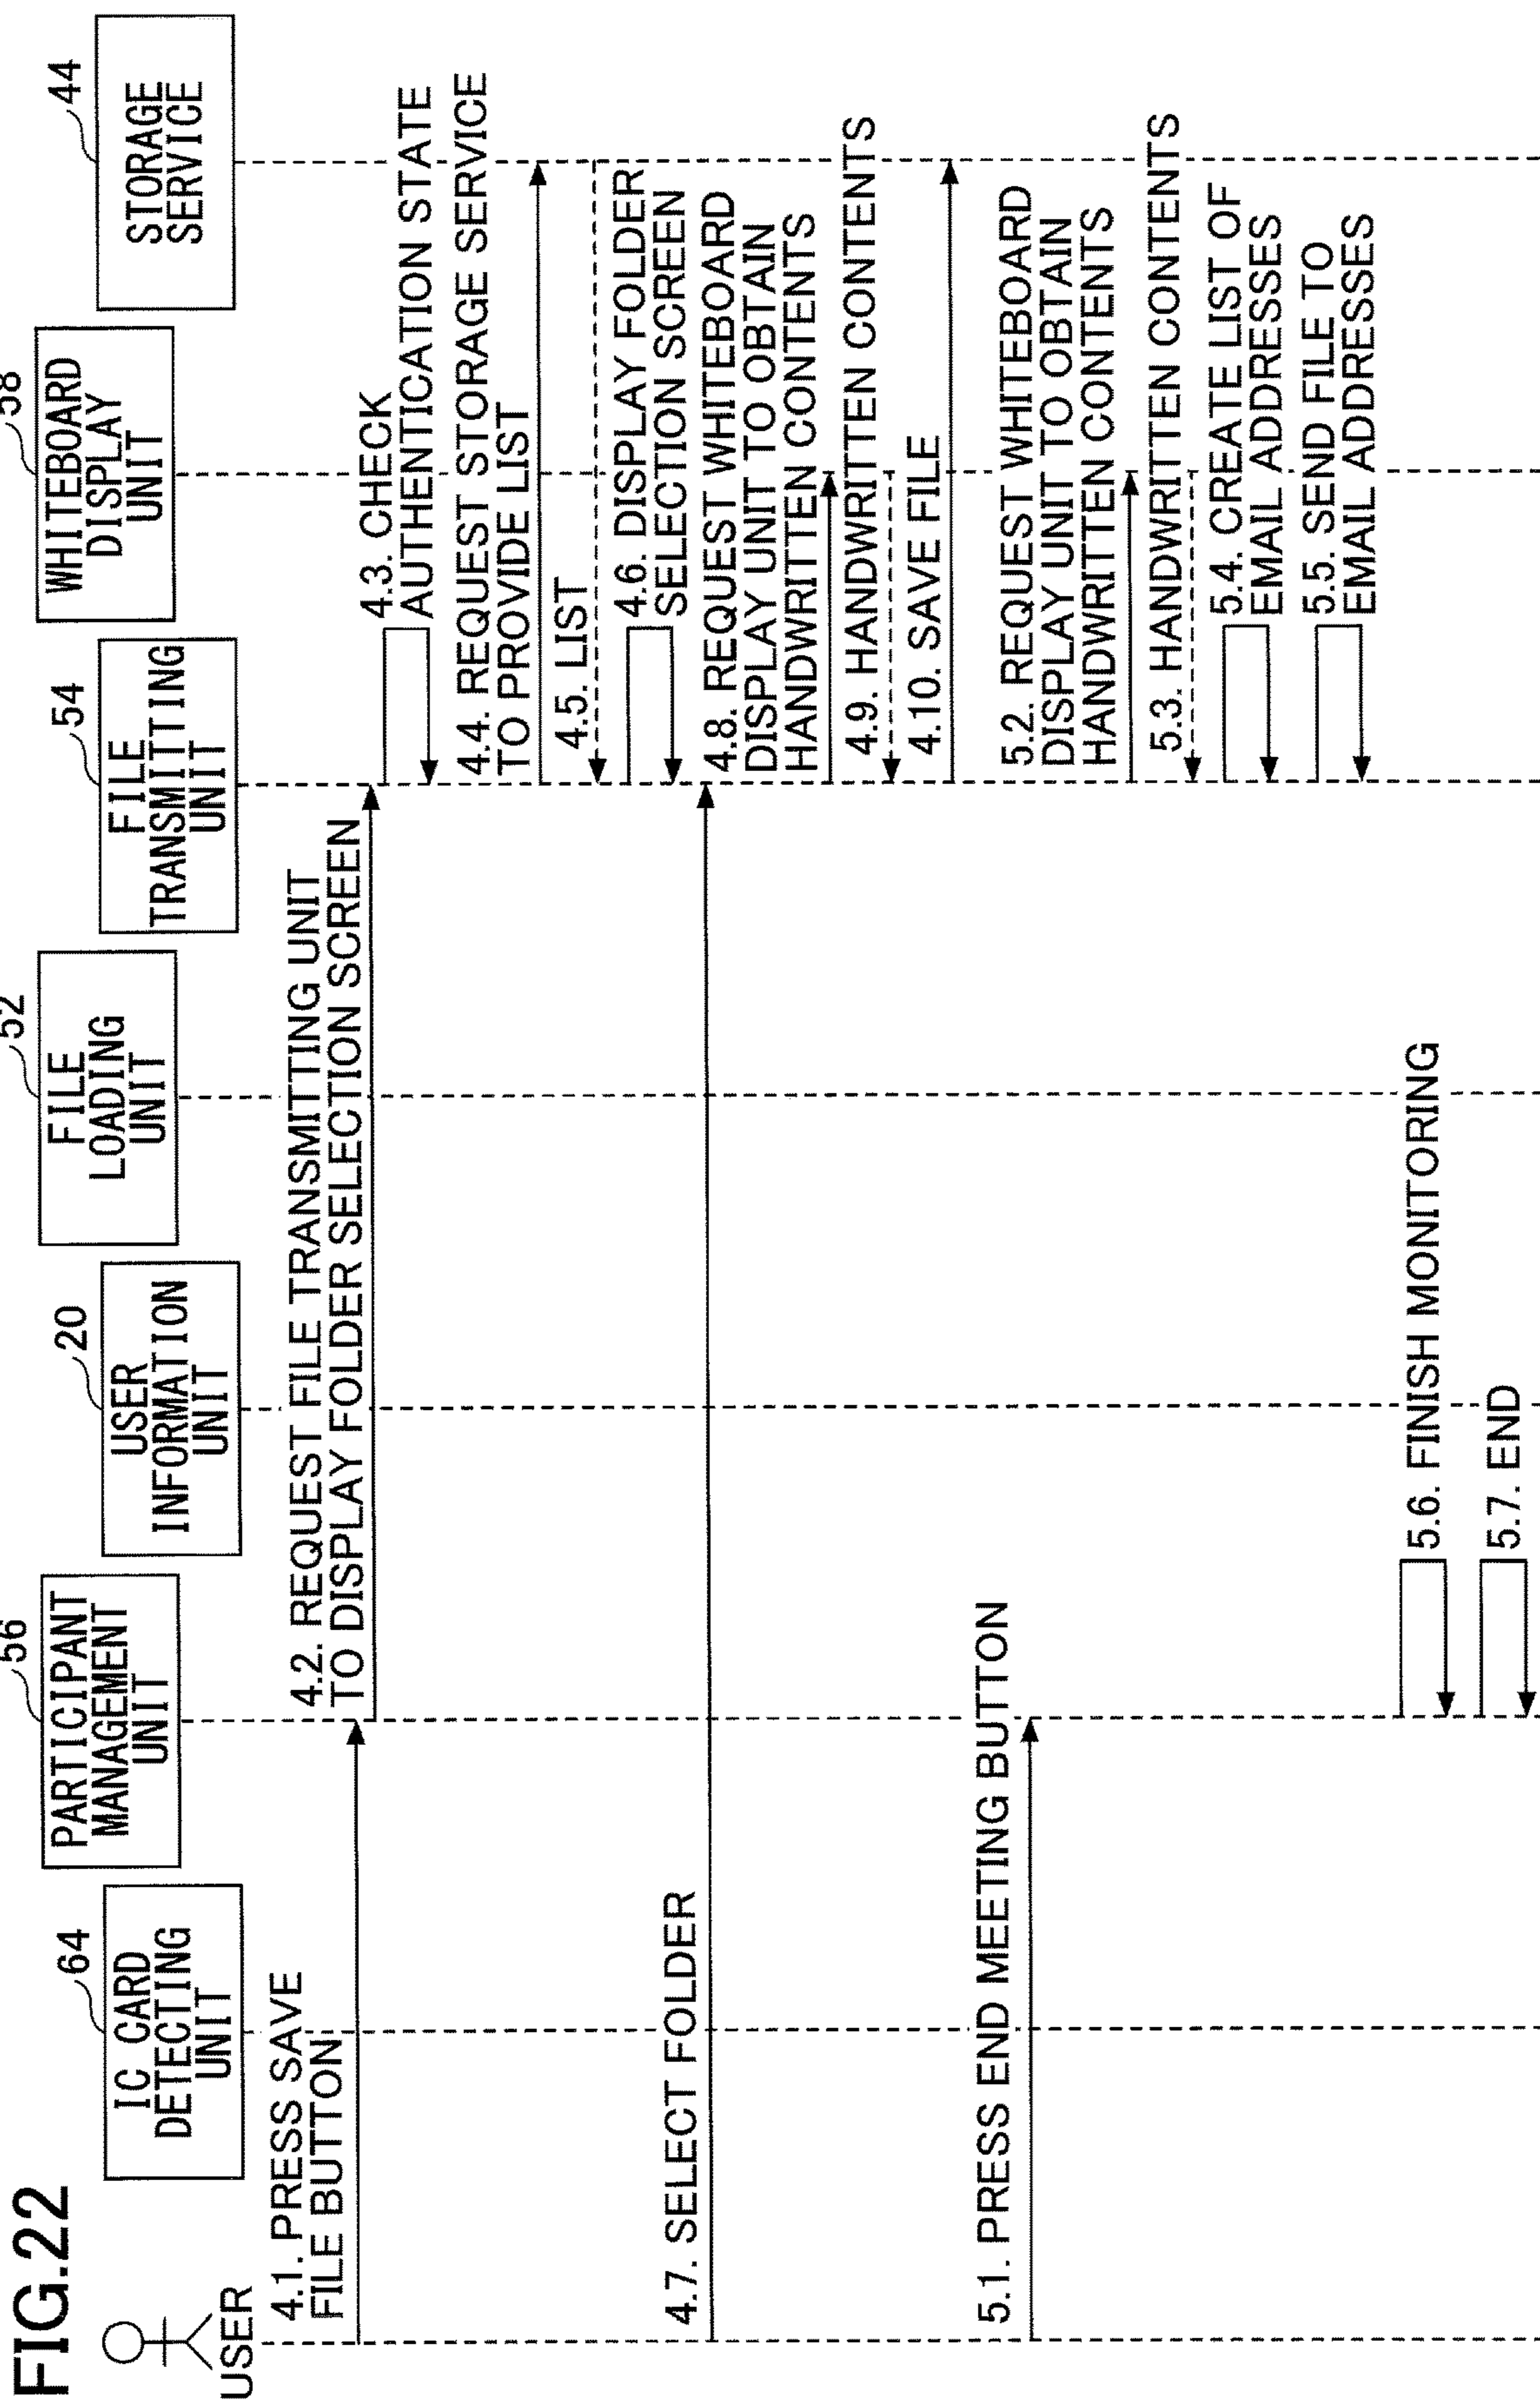 FIG.22
USER
64
IC CARD
DETECTING
UNIT
56
PARTICIPANT
MANAGEMENT
UNIT
20
USER
INFORMATION
UNIT
52
FILE
LOADING
UNIT
54
FILE
TRANSMITTING
UNIT
58
WHITEBOARD
DISPLAY
UNIT
44
STORAGE
SERVICE
4.1. PRESS SAVE
FILE BUTTON
4.2. REQUEST FILE TRANSMITTING UNIT
TO DISPLAY FOLDER SELECTION SCREEN
4.3. CHECK
AUTHENTICATION STATE
4.4. REQUEST STORAGE SERVICE
TO PROVIDE LIST
4.5. LIST
4.6. DISPLAY FOLDER
SELECTION SCREEN
4.7. SELECT FOLDER
4.8. REQUEST WHITEBOARD
DISPLAY UNIT TO OBTAIN
HANDWRITTEN CONTENTS
4.9. HANDWRITTEN CONTENTS
4.10. SAVE FILE
5.1. PRESS END MEETING BUTTON
5.2. REQUEST WHITEBOARD
DISPLAY UNIT TO OBTAIN
HANDWRITTEN CONTENTS
5.3. HANDWRITTEN CONTENTS
5.4. CREATE LIST OF
EMAIL ADDRESSES
5.5. SEND FILE TO
EMAIL ADDRESSES
5.6. FINISH MONITORING
5.7. END